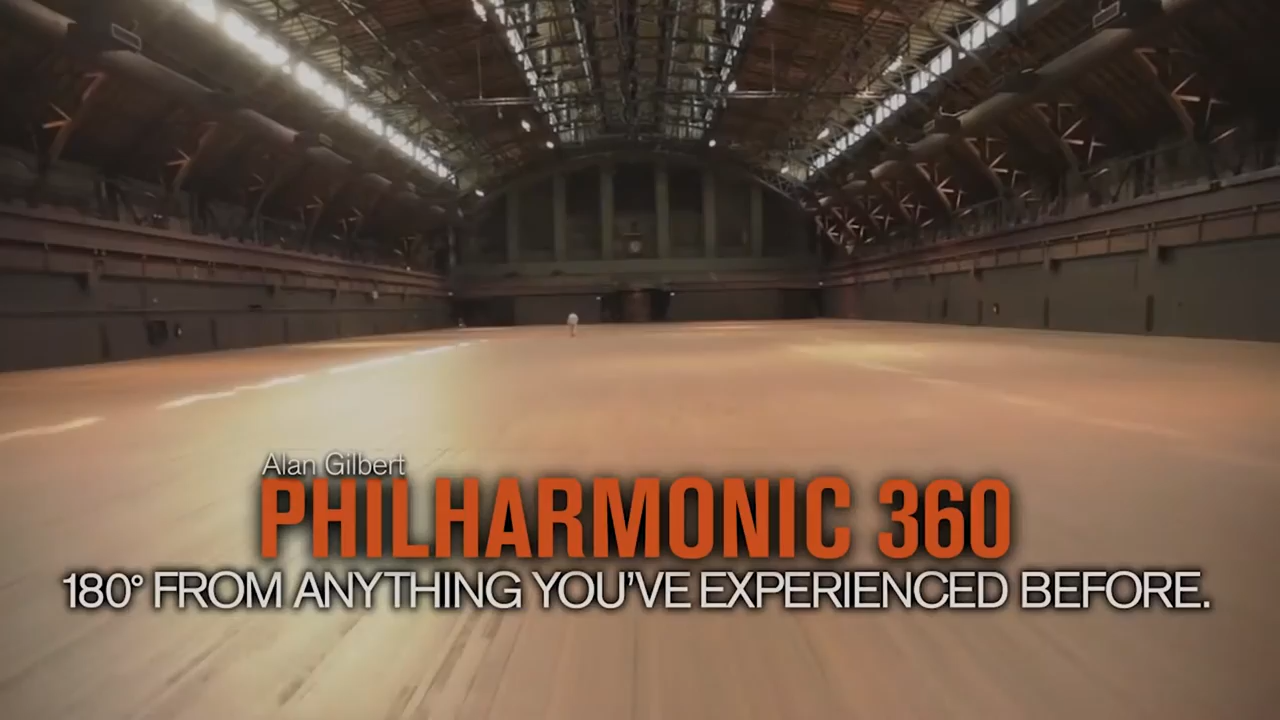 Alan Gilbert
PHILHARMONIC 360
180° FROM ANYTHING YOU'VE EXPERIENCED BEFORE.